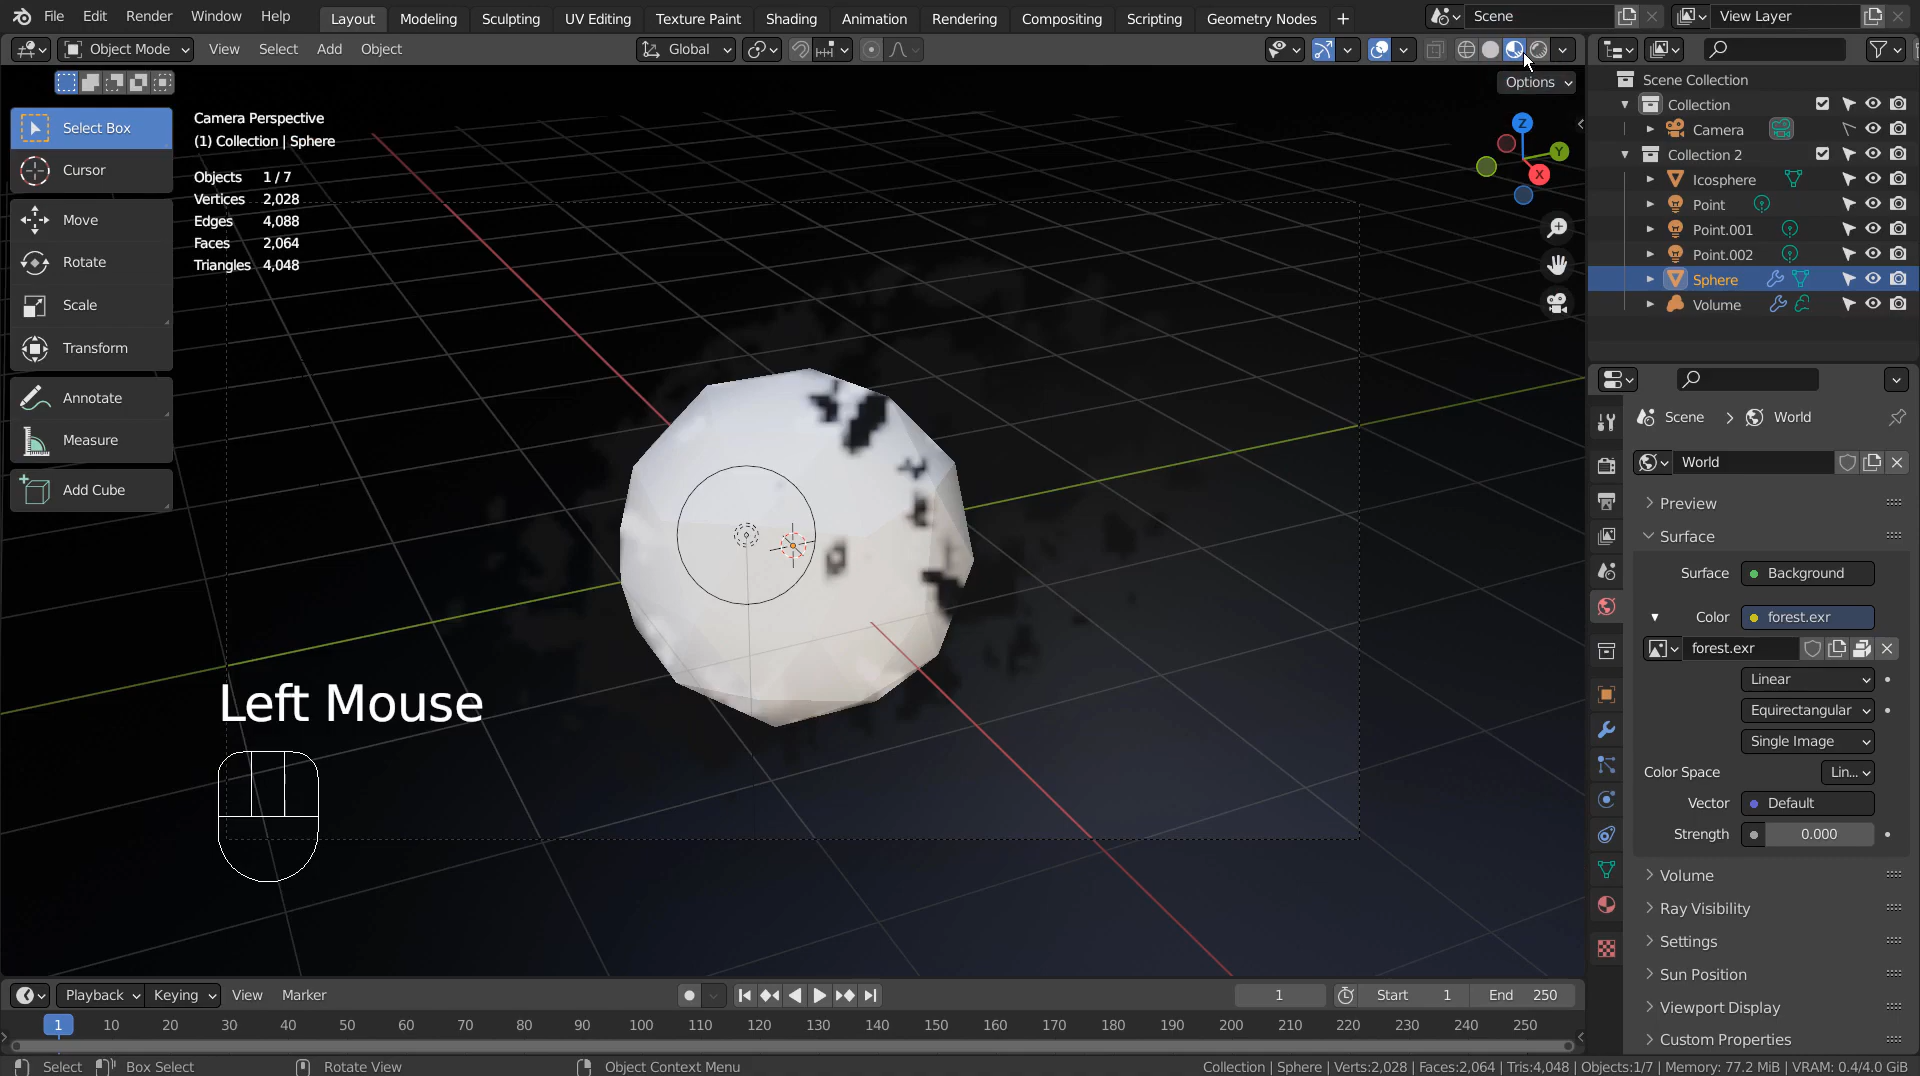 File Edit Render Window Help Layout Modeling Sculpting UV Editing Texture Paint Shading Animation Rendering Compositing Scripting Geometry Nodes + Scene View Layer
Object Mode View Select Add Object Global
Options
Select Box
Cursor
Move
Rotate
Scale
Transform
Annotate
Measure
Add Cube
Camera Perspective
(1) Collection | Sphere
Objects 1 / 7
Vertices 2,028
Edges 4,088
Faces 2,064
Triangles 4,048
Z
Y
X
Left Mouse
Scene Collection
Collection
Camera
Collection 2
Icosphere
Point
Point.001
Point.002
Sphere
Volume
Scene > World
World
Preview
Surface
Surface Background
Color forest.exr
forest.exr
Linear
Equirectangular
Single Image
Color Space Lin...
Vector Default
Strength 0.000
Volume
Ray Visibility
Settings
Sun Position
Viewport Display
Custom Properties
Playback Keying View Marker 1 Start 1 End 250
1 10 20 30 40 50 60 70 80 90 100 110 120 130 140 150 160 170 180 190 200 210 220 230 240 250
Select Box Select Rotate View Object Context Menu Collection | Sphere | Verts:2,028 | Faces:2,064 | Tris:4,048 | Objects:1/7 | Memory: 77.2 MiB | VRAM: 0.4/4.0 GiB